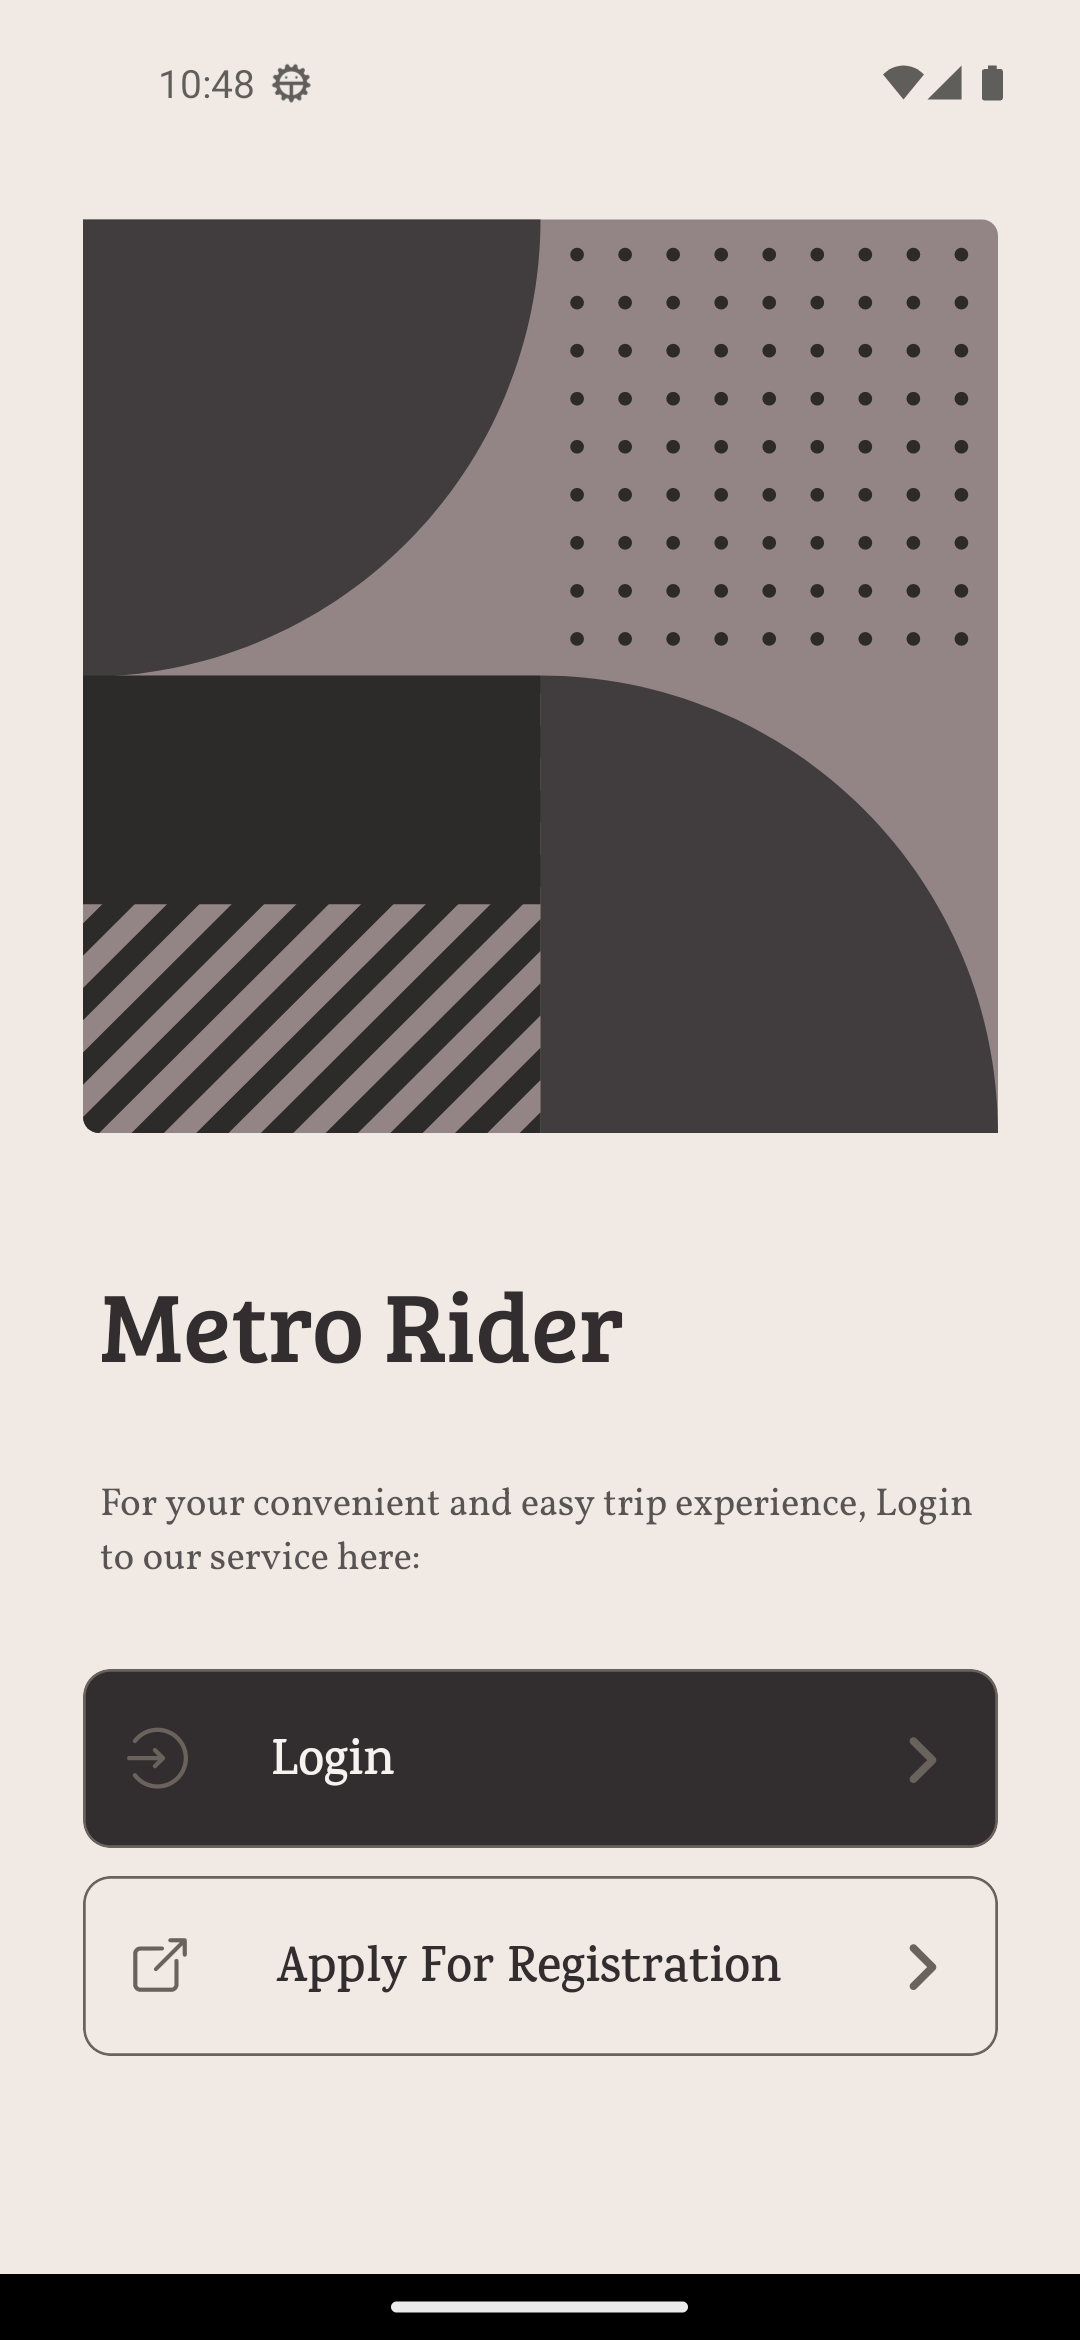 10:48
Metro Rider
For your convenient and easy trip experience, Login
to our service here:
Login
Apply For Registration